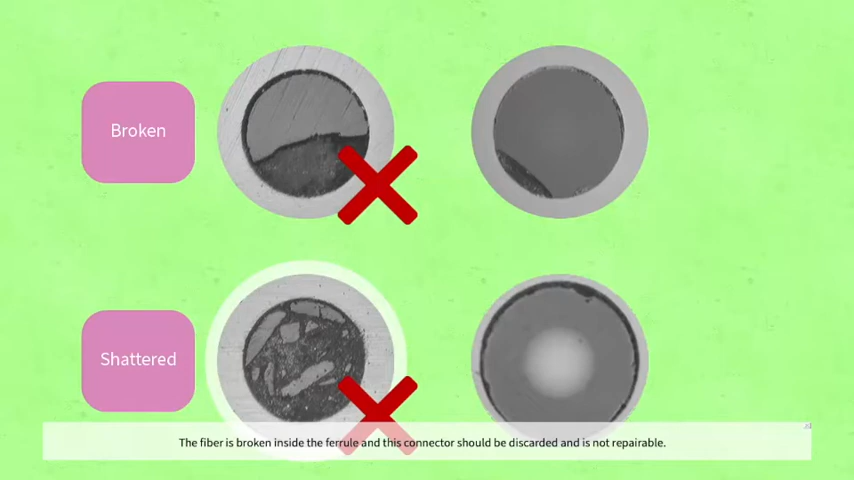 Broken
Shattered
The fiber is broken inside the ferrule and this connector should be discarded and is not repairable.